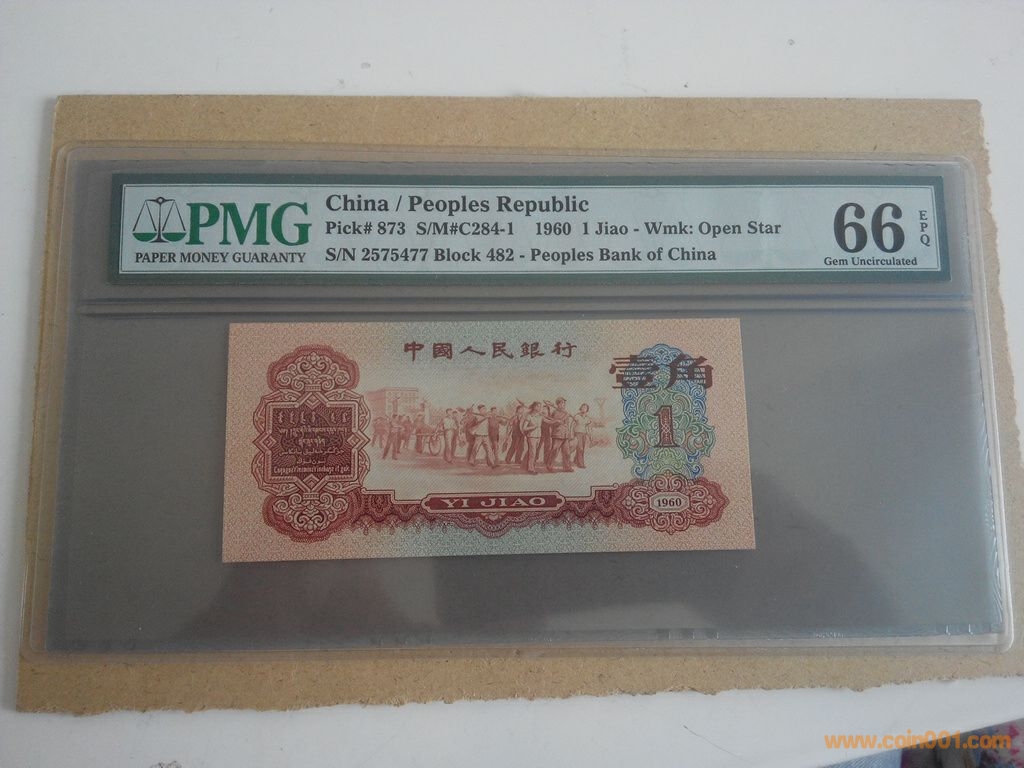 PMG
PAPER MONEY GUARANTY
China / Peoples Republic
Pick# 873 S/M#C284-1 1960 1 Jiao - Wmk: Open Star
S/N 2575477 Block 482 - Peoples Bank of China
66
EPQ
Gem Uncirculated
中國人民銀行
壹角
1
YI JIAO
1960
www.coin001.com